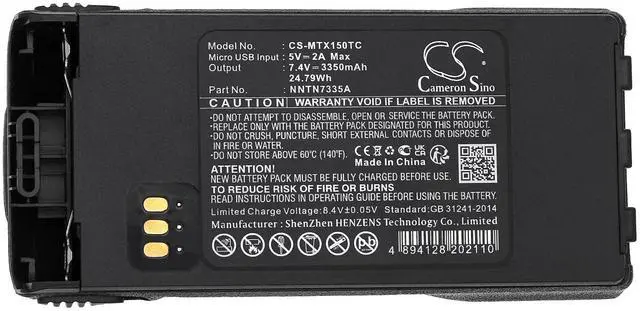 Model No. : CS-MTX150TC
Micro USB Input : 5V⎓2A Max
Output : 7.4V⎓3350mAh
24.79Wh
Part No. : NNTN7335A
CS
Cameron Sino
CAUTION WARRANTY VOID IF LABEL IS REMOVED
•DO NOT ATTEMPT TO DISASSEMBLE THE BATTERY PACK.
•REPLACE ONLY WITH THE BATTERY PACK DESIGNATED FOR THIS PRODUCT.
•DO NOT CRUSH, PUNCTURE, SHORT EXTERNAL CONTACTS OR DISPOSE OF
IN FIRE OR WATER.
•DO NOT STORE ABOVE 60℃ (140℉).
Made In China
ATTENTION!
NEW BATTERY PACK MUST BE FULLY CHARGED BEFORE USE.
TO REDUCE RISK OF FIRE OR BURNS
READ INSTRUCTIONS IN OPERATING MANUAL BEFORE USING BATTERY.
Limited Charge Voltage:8.4V±0.05V Standard:GB 31241-2014
Manufacturer : ShenZhen HENZENS Technology Co., Limited
4 894128 202110